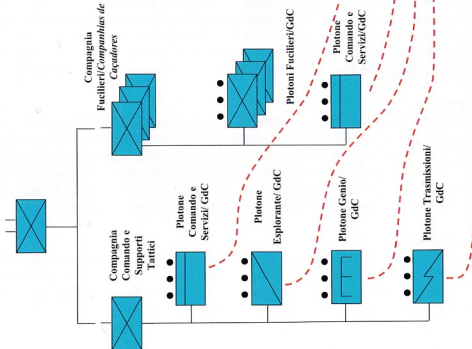 Compagnia
Fucilieri/Companhias de
Caçadores
Plotoni Fucilieri/GdC
Plotone
Comando e
Servizi/GdC
Compagnia
Comando e
Supporti
Tattici
Plotone
Comando e
Servizi/ GdC
Plotone
Esplorante/ GdC
Plotone Genio/
GdC
Plotone Trasmissioni/
GdC